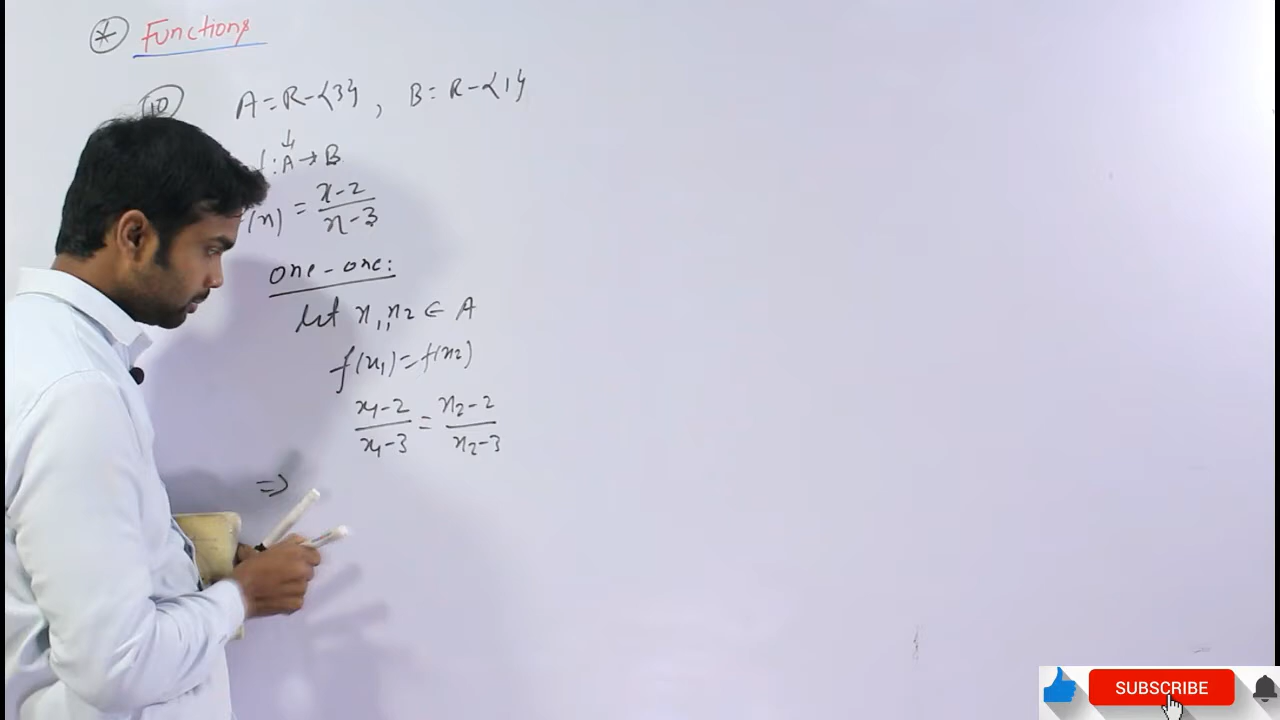 * Functions
10 A = R-{3}, B = R-{1}
f: A → B
f(x) = x-2 / x-3
one-one:
let x1, x2 ∈ A
f(x1) = f(x2)
x1-2 / x1-3 = x2-2 / x2-3
⇒
SUBSCRIBE